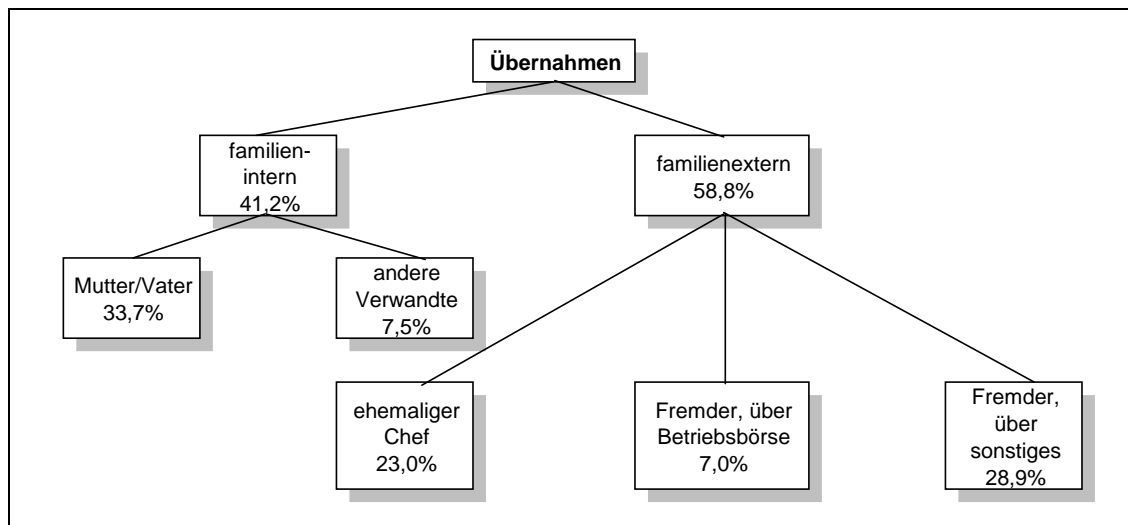 Übernahmen
familien-
intern
41,2%
familienextern
58,8%
Mutter/Vater
33,7%
andere
Verwandte
7,5%
ehemaliger
Chef
23,0%
Fremder, über
Betriebsbörse
7,0%
Fremder,
über
sonstiges
28,9%